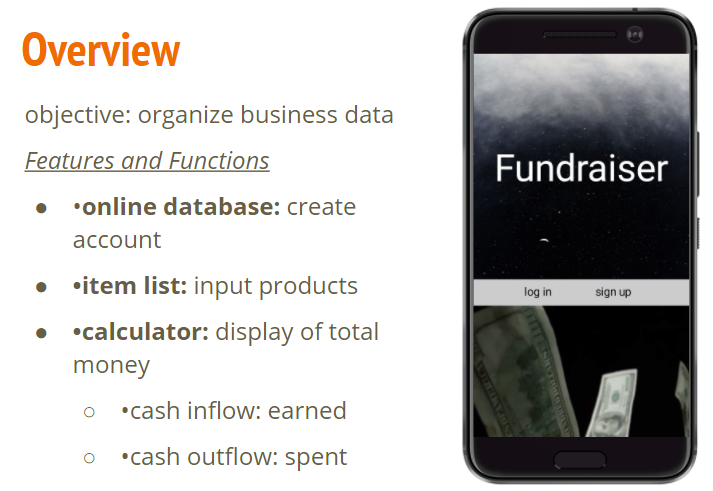 Overview
objective: organize business data
Features and Functions
● •online database: create
account
● •item list: input products
● •calculator: display of total
money
○ •cash inflow: earned
○ •cash outflow: spent
Fundraiser
log in sign up